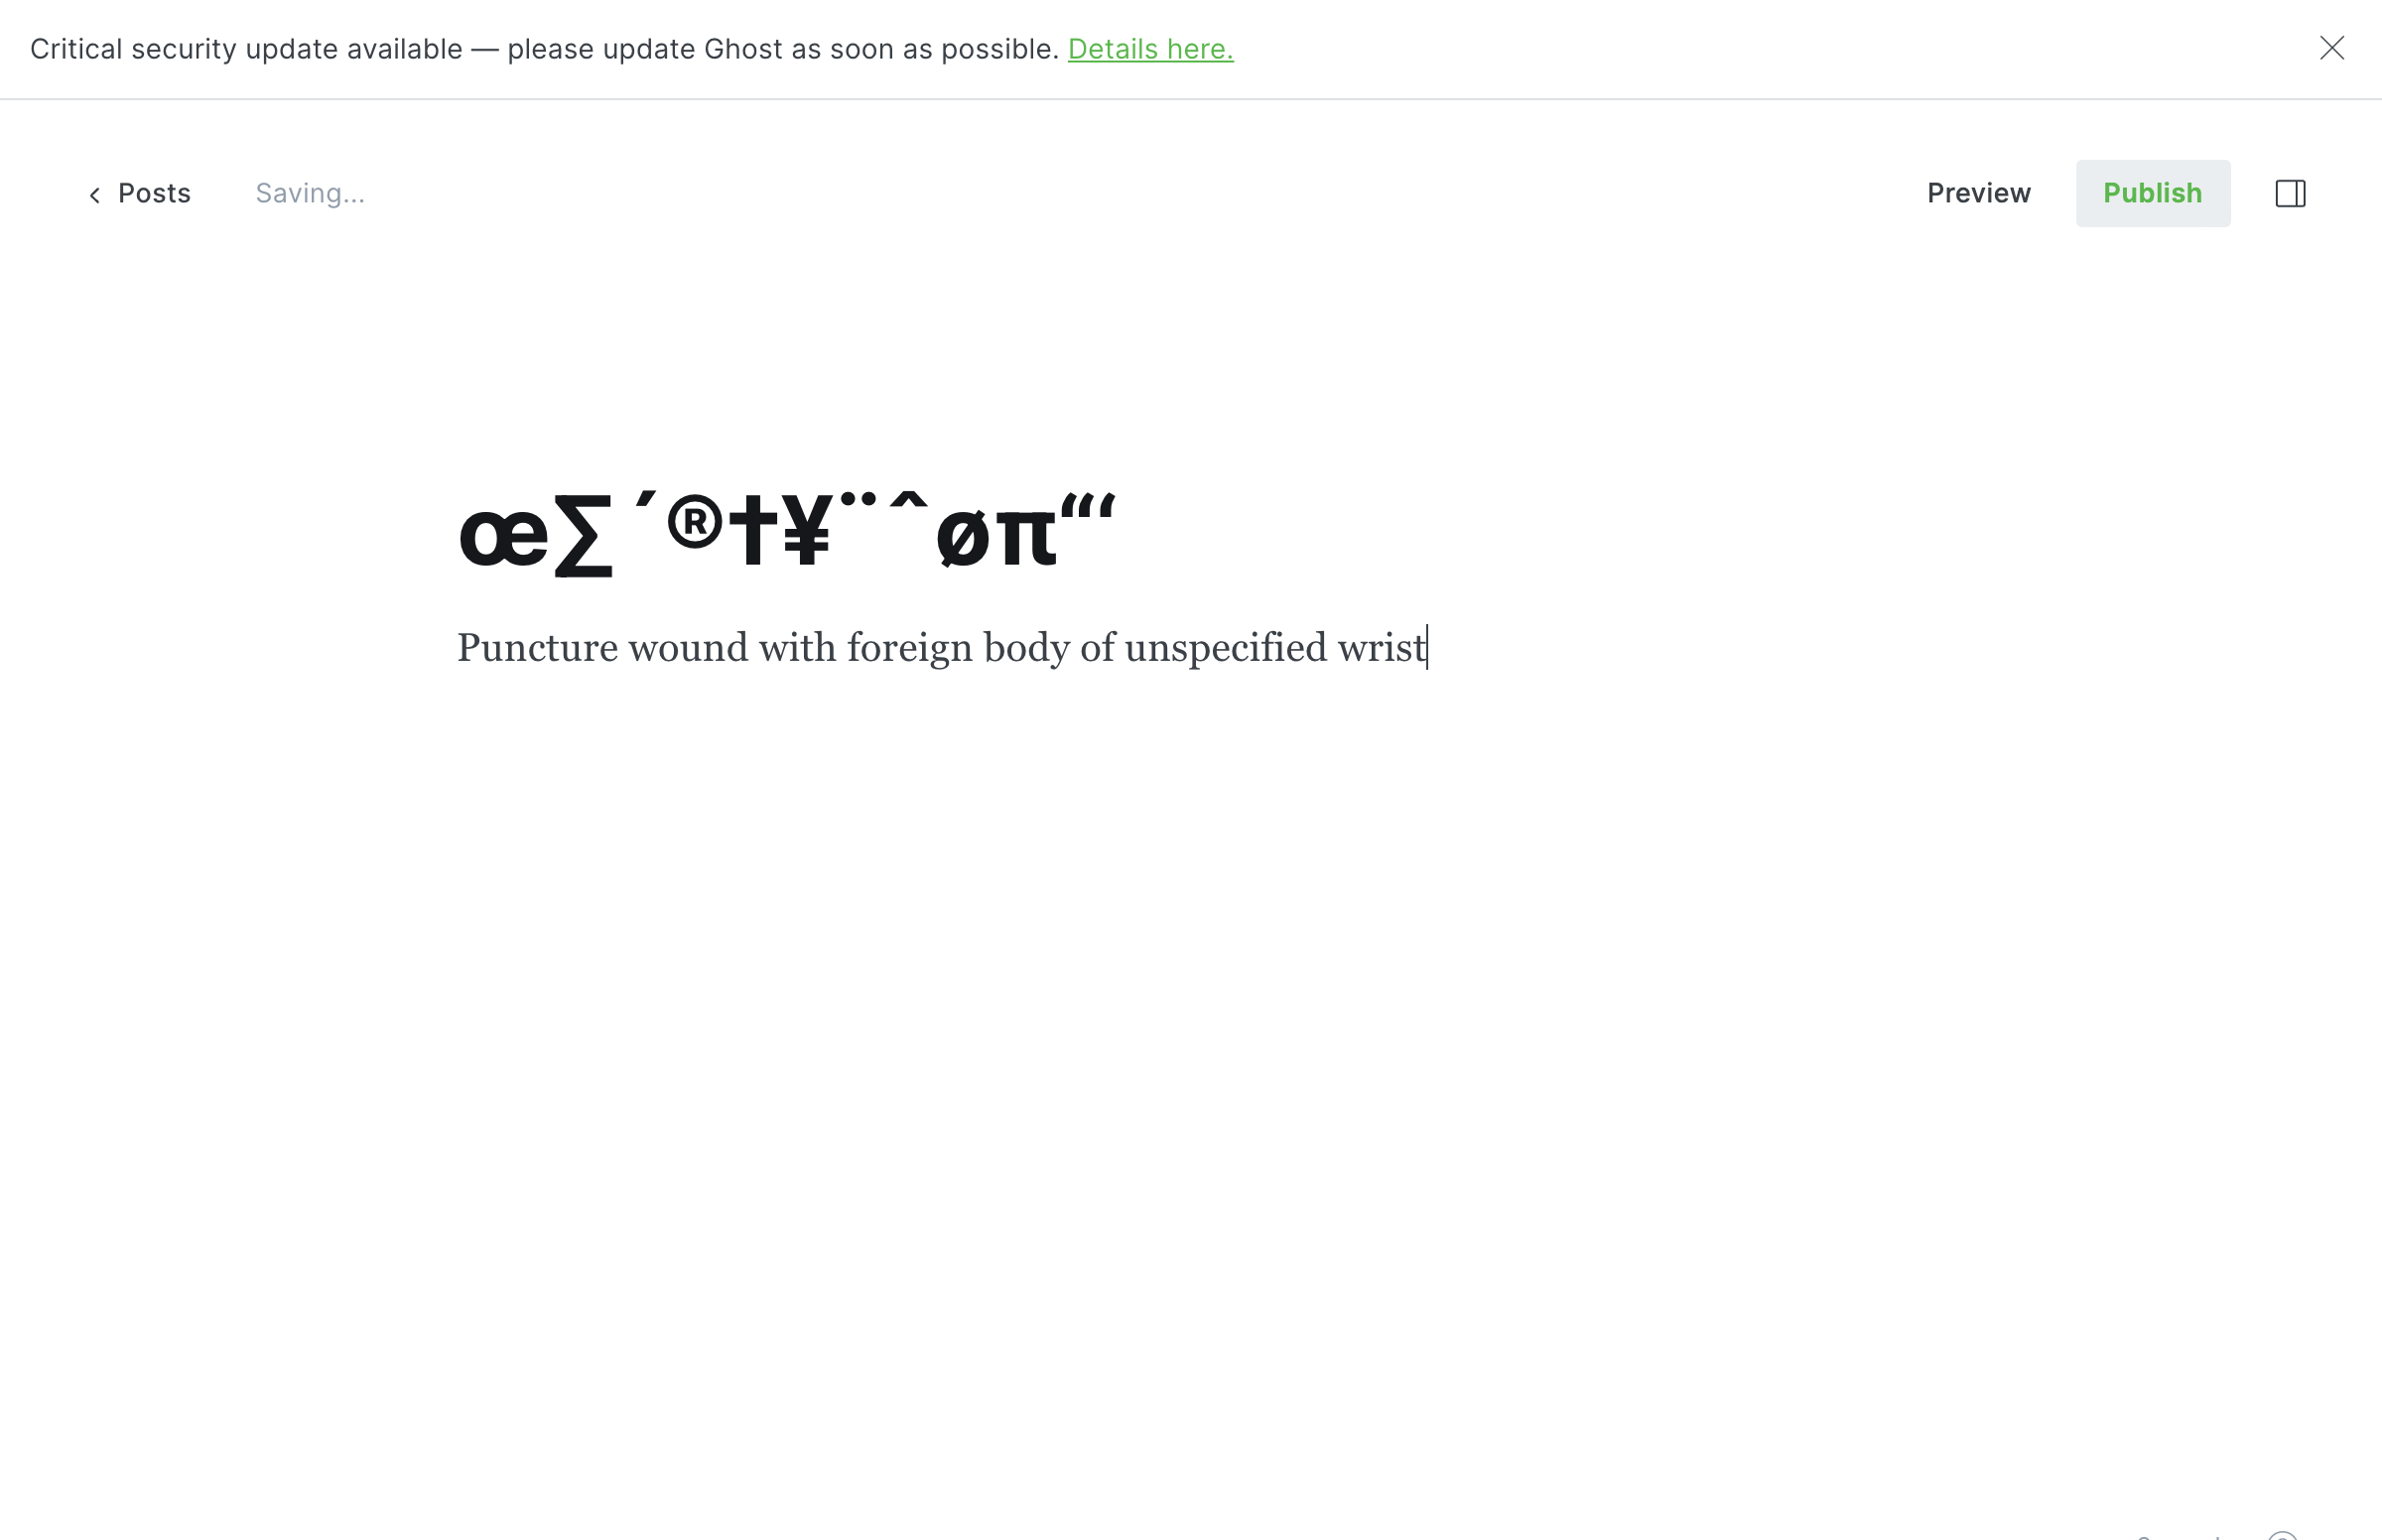 Critical security update available — please update Ghost as soon as possible. Details here.
Posts
Saving...
Preview
Publish
œ∑´®†¥¨ˆøπ“‘
Puncture wound with foreign body of unspecified wrist